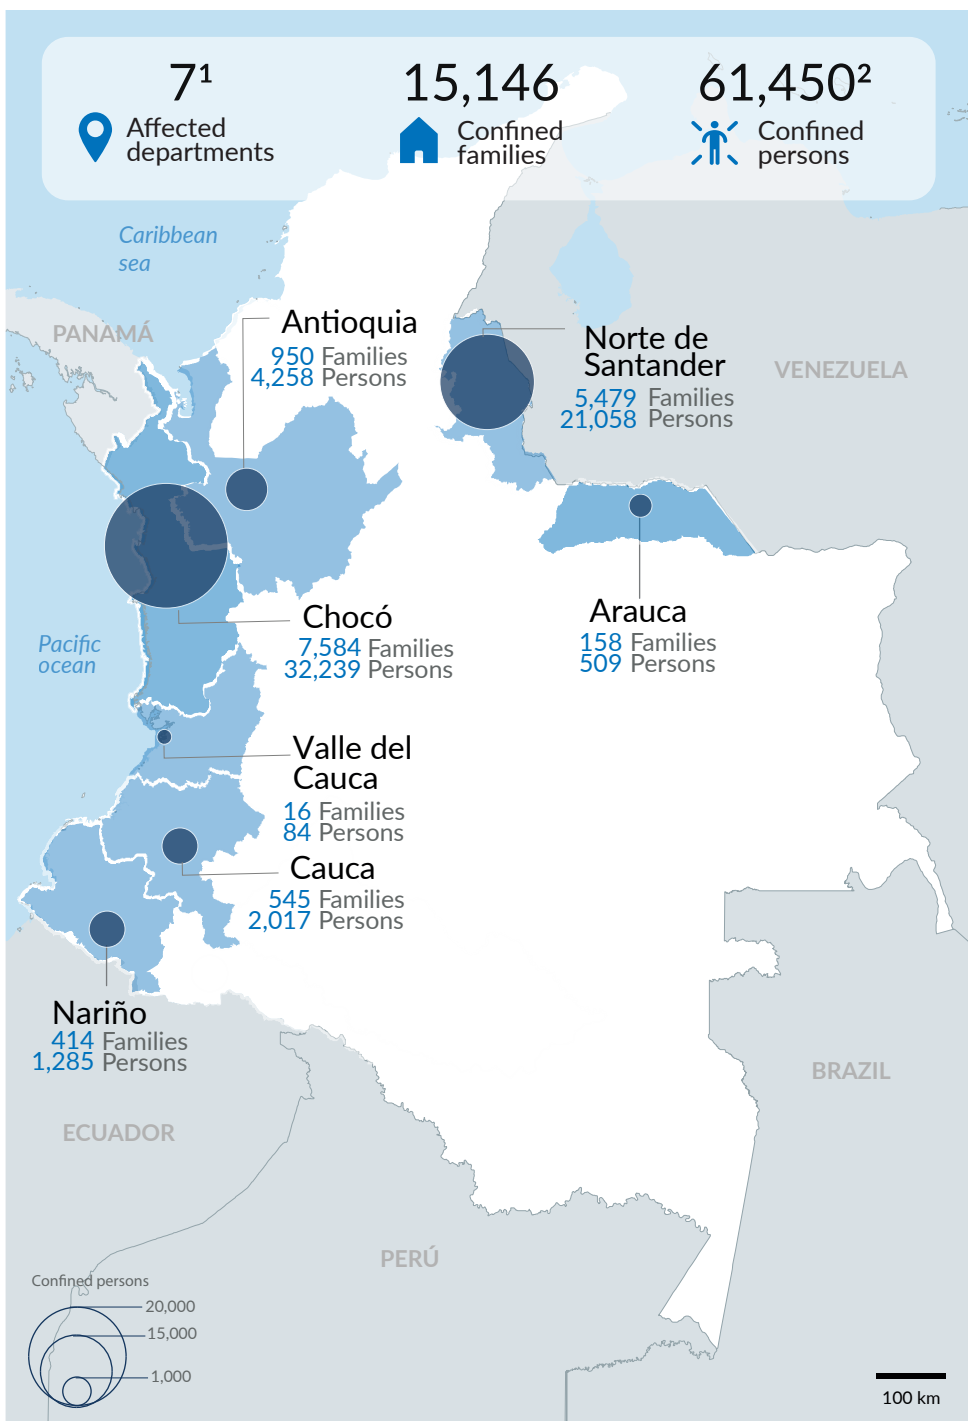 7¹
Affected
departments
15,146
Confined
families
61,450²
Confined
persons
Caribbean
sea
PANAMÁ
Antioquia
950 Families
4,258 Persons
Norte de
Santander
5,479 Families
21,058 Persons
VENEZUELA
Chocó
7,584 Families
32,239 Persons
Arauca
158 Families
509 Persons
Pacific
ocean
Valle del
Cauca
16 Families
84 Persons
Cauca
545 Families
2,017 Persons
Nariño
414 Families
1,285 Persons
BRAZIL
ECUADOR
PERÚ
Confined persons
20,000
15,000
1,000
100 km